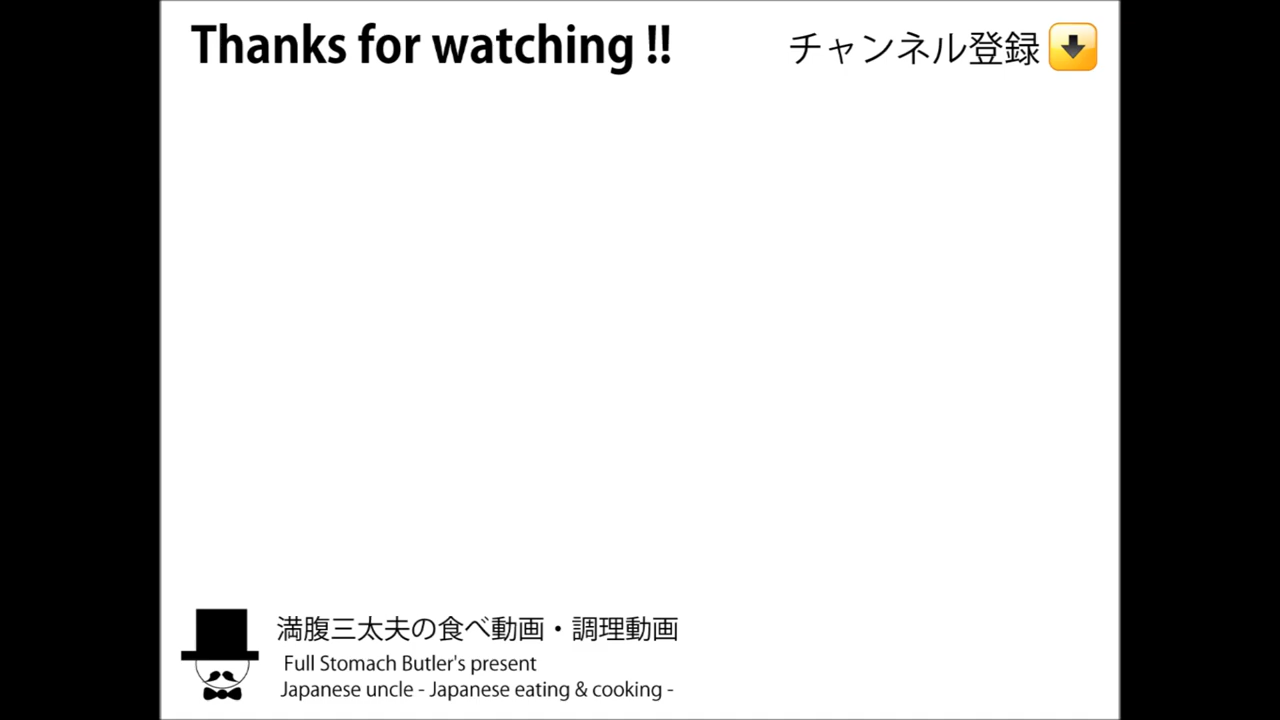 Thanks for watching !!
チャンネル登録
満腹三太夫の食べ動画・調理動画
Full Stomach Butler's present
Japanese uncle - Japanese eating & cooking -